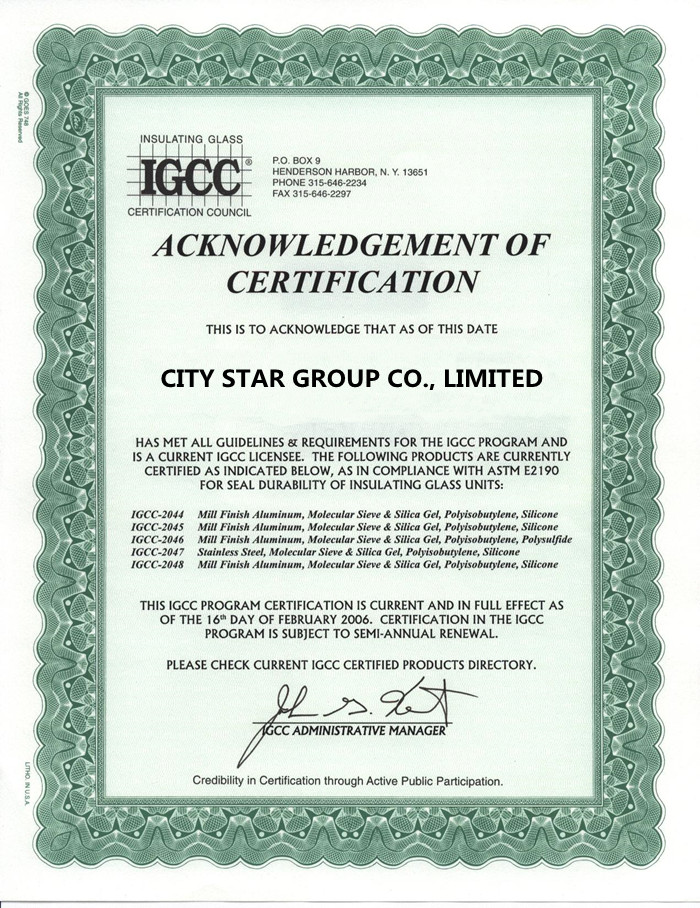 © GOES 748
All Rights Reserved
INSULATING GLASS
IGCC®
CERTIFICATION COUNCIL
P.O. BOX 9
HENDERSON HARBOR, N. Y. 13651
PHONE 315-646-2234
FAX 315-646-2297
ACKNOWLEDGEMENT OF
CERTIFICATION
THIS IS TO ACKNOWLEDGE THAT AS OF THIS DATE
CITY STAR GROUP CO., LIMITED
HAS MET ALL GUIDELINES & REQUIREMENTS FOR THE IGCC PROGRAM AND
IS A CURRENT IGCC LICENSEE. THE FOLLOWING PRODUCTS ARE CURRENTLY
CERTIFIED AS INDICATED BELOW, AS IN COMPLIANCE WITH ASTM E2190
FOR SEAL DURABILITY OF INSULATING GLASS UNITS:
IGCC-2044 Mill Finish Aluminum, Molecular Sieve & Silica Gel, Polyisobutylene, Silicone
IGCC-2045 Mill Finish Aluminum, Molecular Sieve & Silica Gel, Polyisobutylene, Silicone
IGCC-2046 Mill Finish Aluminum, Molecular Sieve & Silica Gel, Polyisobutylene, Polysulfide
IGCC-2047 Stainless Steel, Molecular Sieve & Silica Gel, Polyisobutylene, Silicone
IGCC-2048 Mill Finish Aluminum, Molecular Sieve & Silica Gel, Polyisobutylene, Silicone
THIS IGCC PROGRAM CERTIFICATION IS CURRENT AND IN FULL EFFECT AS
OF THE 16th DAY OF FEBRUARY 2006. CERTIFICATION IN THE IGCC
PROGRAM IS SUBJECT TO SEMI-ANNUAL RENEWAL.
PLEASE CHECK CURRENT IGCC CERTIFIED PRODUCTS DIRECTORY.
John G. Kent
IGCC ADMINISTRATIVE MANAGER
Credibility in Certification through Active Public Participation.
LITHO. IN U.S.A.